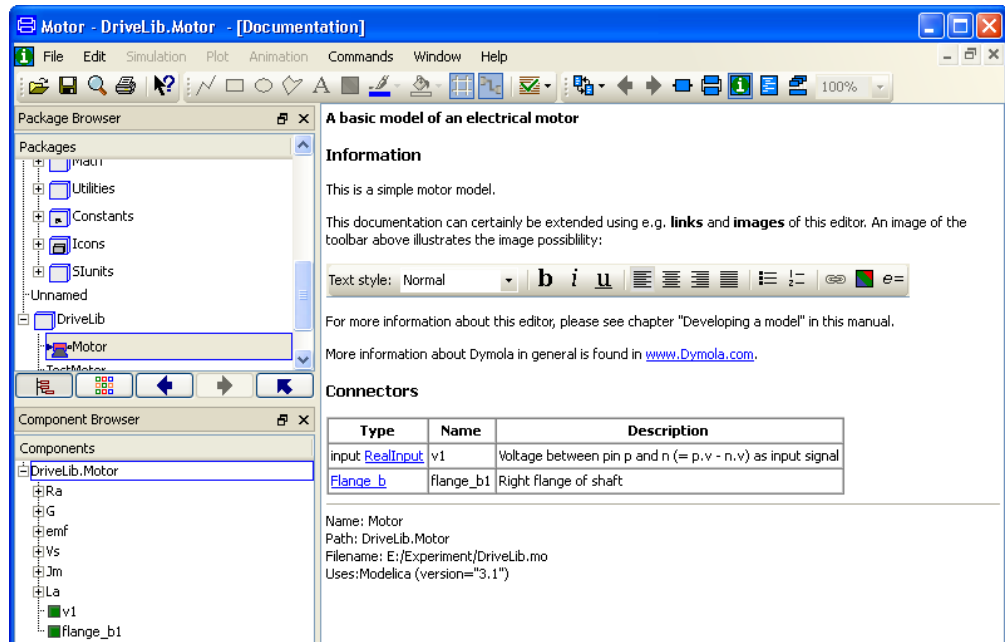 Motor - DriveLib.Motor - [Documentation]
File Edit Simulation Plot Animation Commands Window Help
A 100%
Package Browser
Packages
Math
Utilities
Constants
Icons
SIunits
Unnamed
DriveLib
Motor
TestMotor
Component Browser
Components
DriveLib.Motor
Ra
G
emf
Vs
Jm
La
v1
flange_b1
A basic model of an electrical motor
Information
This is a simple motor model.
This documentation can certainly be extended using e.g. links and images of this editor. An image of the
toolbar above illustrates the image possiblility:
Text style: Normal b i u e=
For more information about this editor, please see chapter "Developing a model" in this manual.
More information about Dymola in general is found in www.Dymola.com.
Connectors
Type Name Description
input RealInput v1 Voltage between pin p and n (= p.v - n.v) as input signal
Flange_b flange_b1 Right flange of shaft
Name: Motor
Path: DriveLib.Motor
Filename: E:/Experiment/DriveLib.mo
Uses:Modelica (version="3.1")